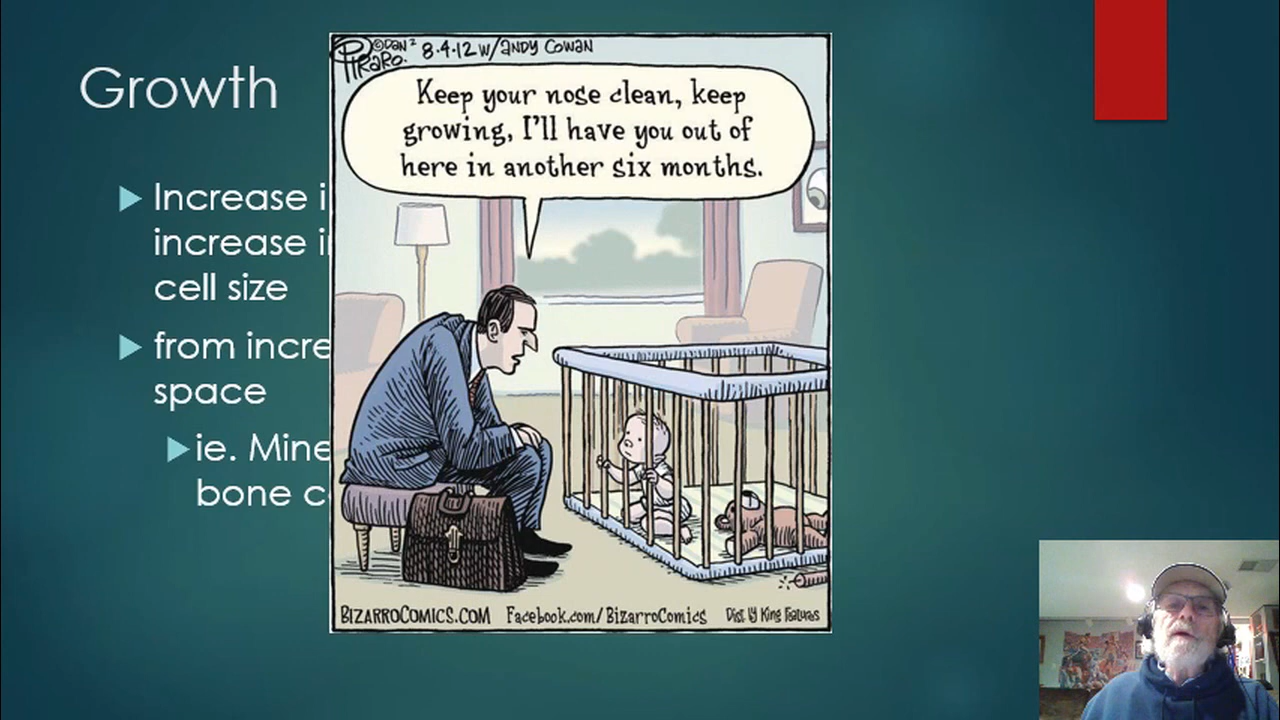 Growth
Increase i
increase i
cell size
from incre
space
ie. Mine
bone c
©DAN 8-4-12 W/ANDY COWAN
PIRARO.
Keep your nose clean, keep
growing, I'll have you out of
here in another six months.
BIZARROCOMICS.COM Facebook.com/BizarroComics Dist. by King Features